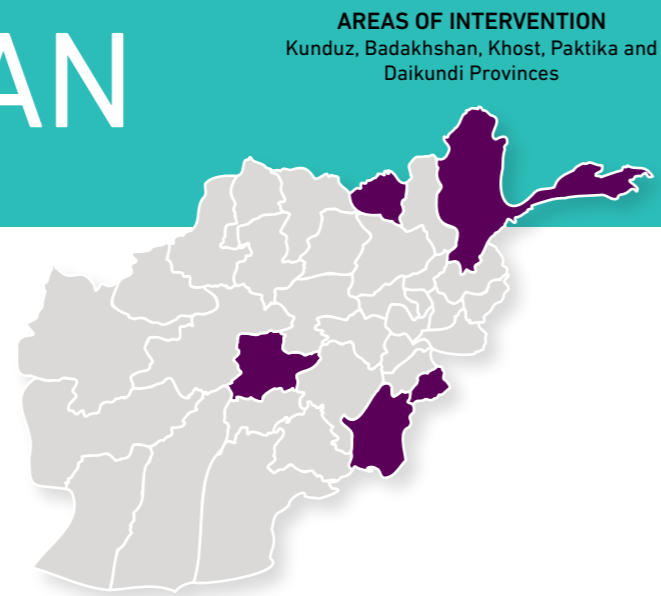 AN
AREAS OF INTERVENTION
Kunduz, Badakhshan, Khost, Paktika and
Daikundi Provinces